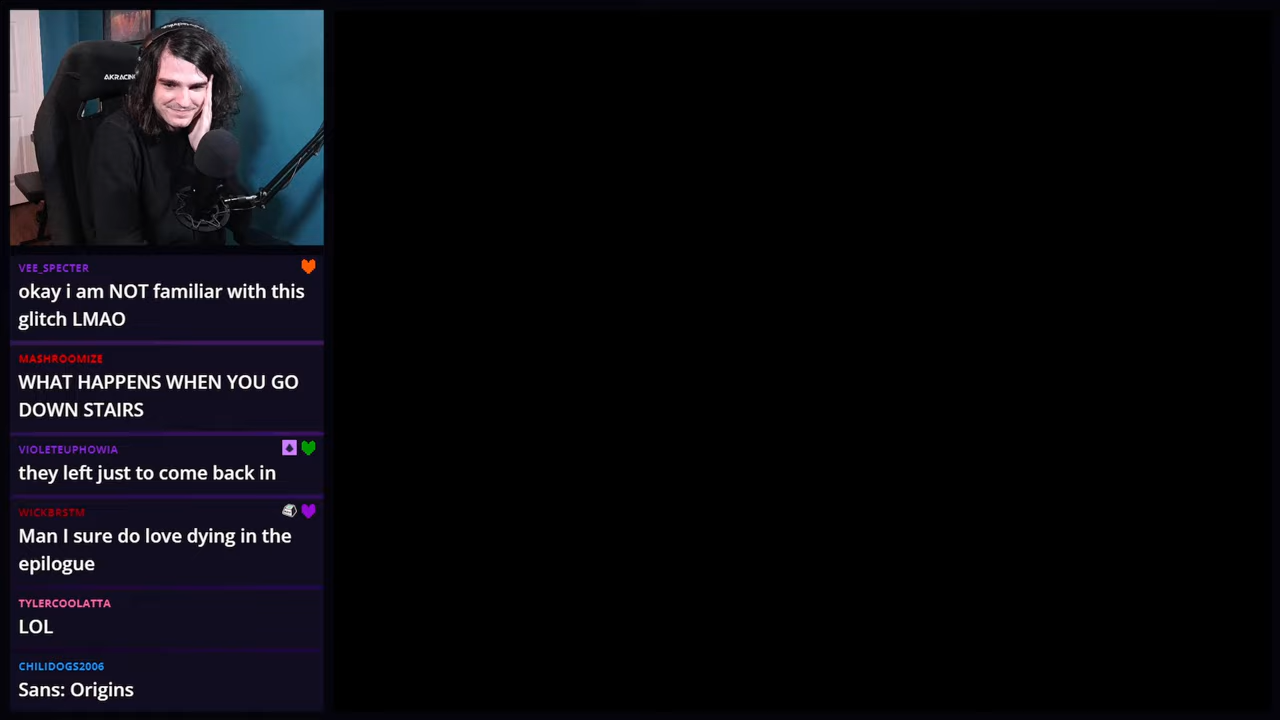 AKRACING
VEE_SPECTER
okay i am NOT familiar with this
glitch LMAO
MASHROOMIZE
WHAT HAPPENS WHEN YOU GO
DOWN STAIRS
VIOLETEUPHOWIA
they left just to come back in
WICKBRSTM
Man I sure do love dying in the
epilogue
TYLERCOOLATTA
LOL
CHILIDOGS2006
Sans: Origins